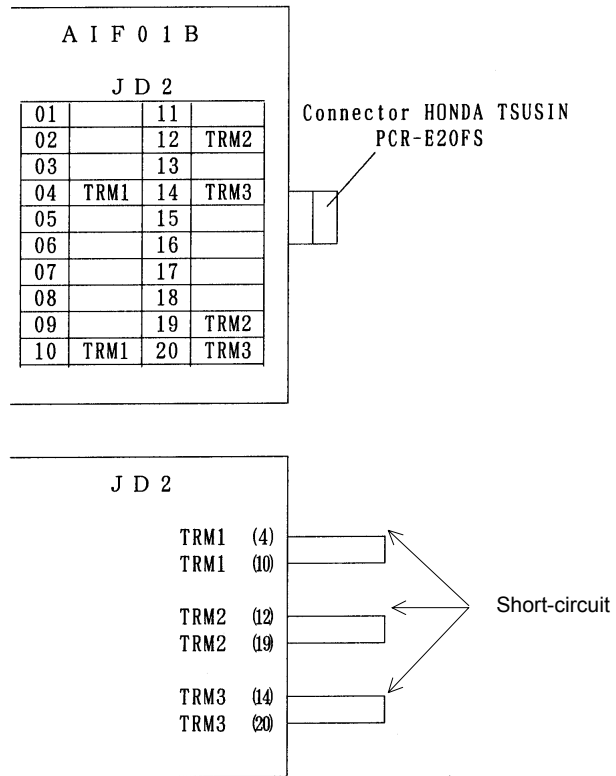 AIF01B
JD2
01 11
02 12 TRM2
03 13
04 TRM1 14 TRM3
05 15
06 16
07 17
08 18
09 19 TRM2
10 TRM1 20 TRM3
Connector HONDA TSUSIN
PCR-E20FS
JD2
TRM1 (4)
TRM1 (10)
TRM2 (12)
TRM2 (19)
TRM3 (14)
TRM3 (20)
Short-circuit